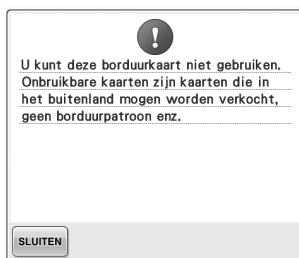 U kunt deze borduurkaart niet gebruiken.
Onbruikbare kaarten zijn kaarten die in
het buitenland mogen worden verkocht,
geen borduurpatroon enz.
SLUITEN